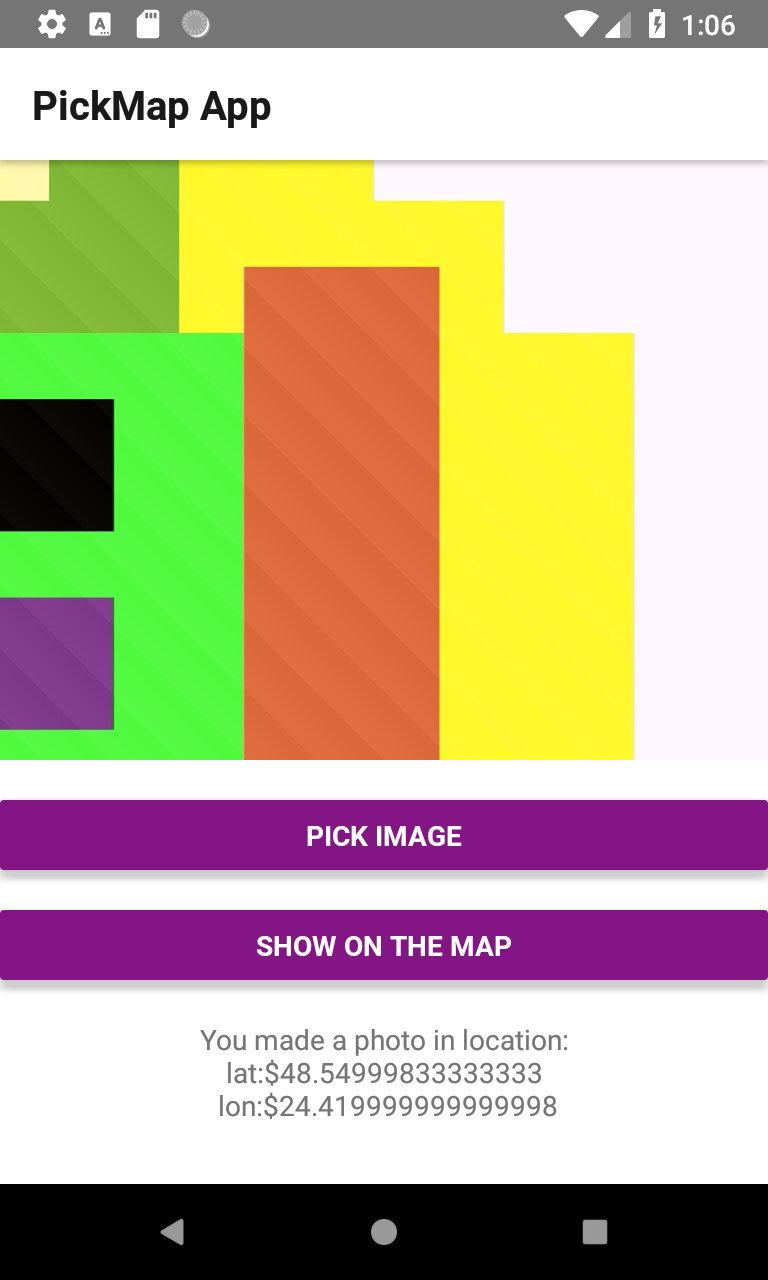 1:06
PickMap App
PICK IMAGE
SHOW ON THE MAP
You made a photo in location:
lat:$48.54999833333333
lon:$24.419999999999998